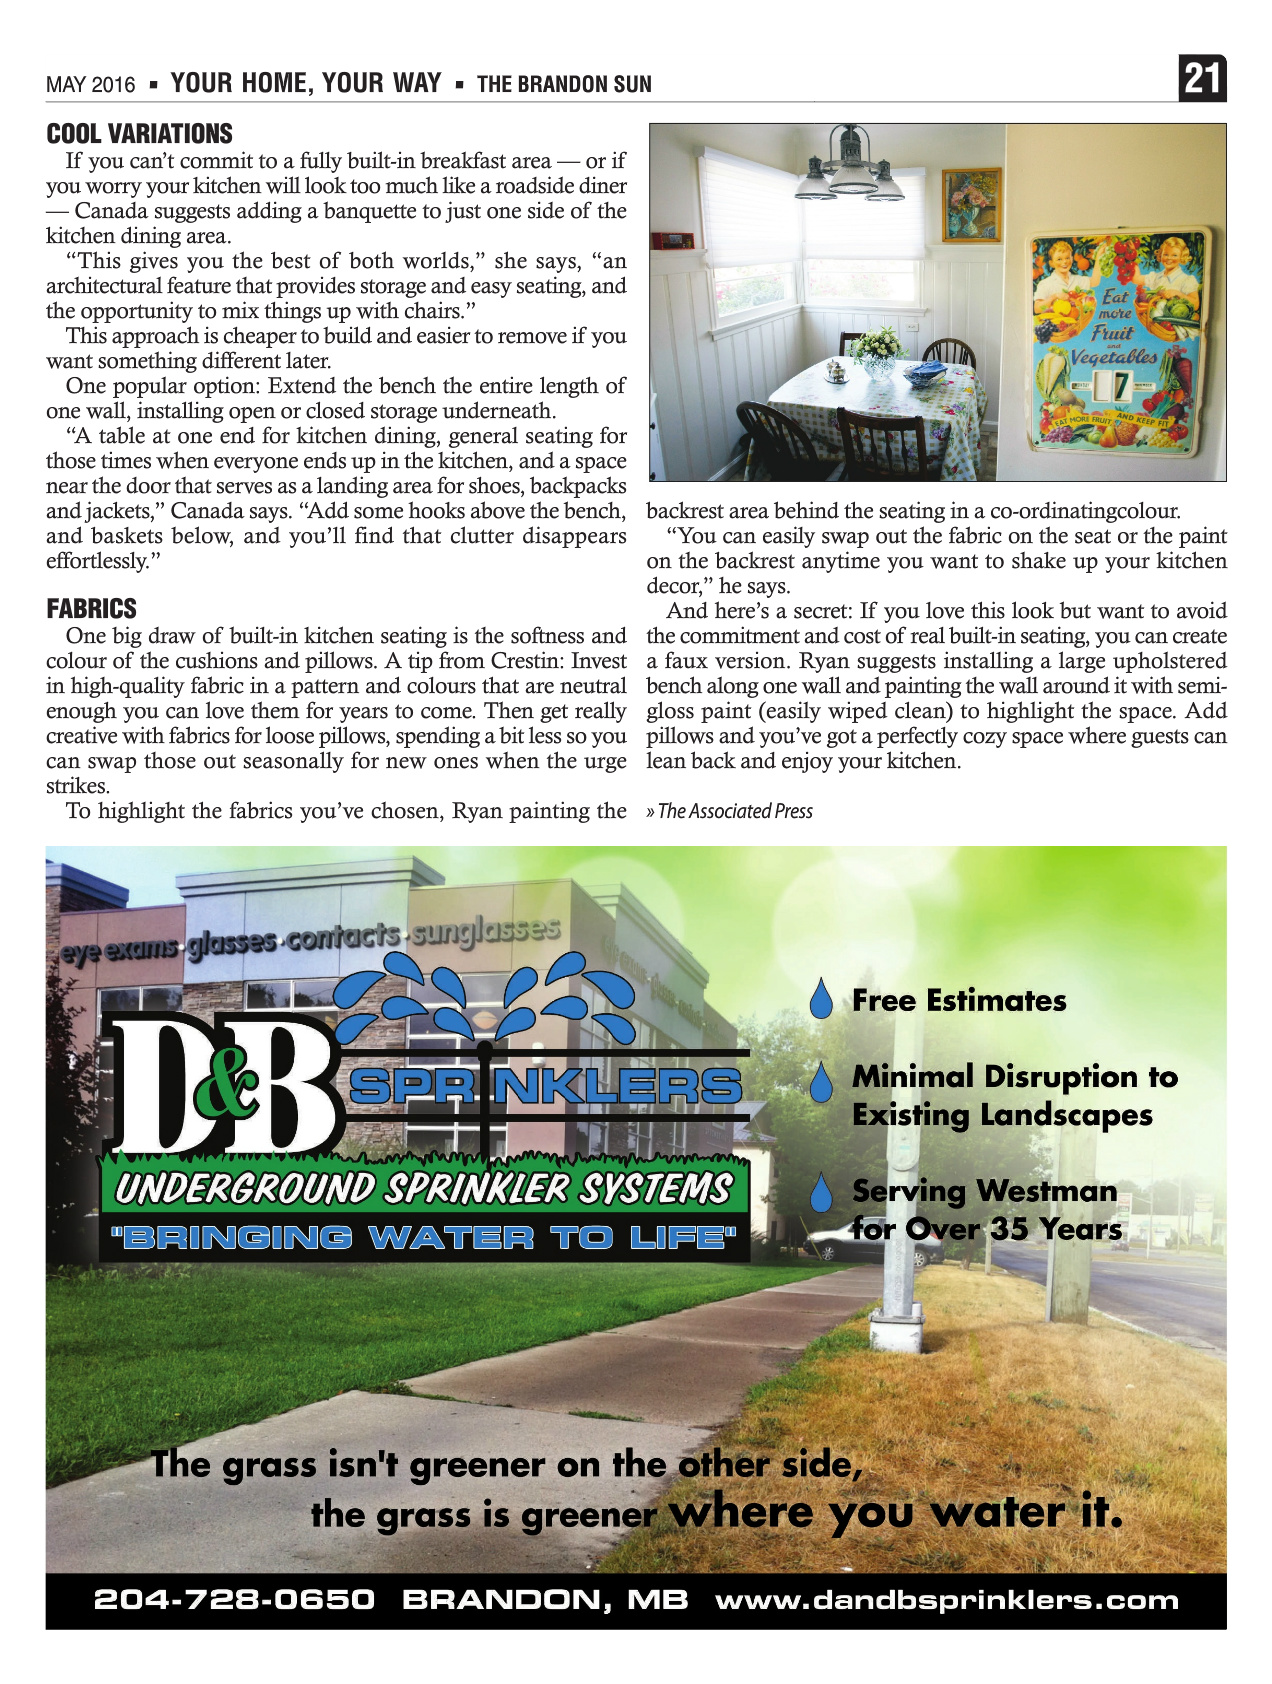 MAY 2016 ▪ YOUR HOME, YOUR WAY ▪ THE BRANDON SUN
21
COOL VARIATIONS
If you can’t commit to a fully built-in breakfast area — or if
you worry your kitchen will look too much like a roadside diner
— Canada suggests adding a banquette to just one side of the
kitchen dining area.
“This gives you the best of both worlds,” she says, “an
architectural feature that provides storage and easy seating, and
the opportunity to mix things up with chairs.”
This approach is cheaper to build and easier to remove if you
want something different later.
One popular option: Extend the bench the entire length of
one wall, installing open or closed storage underneath.
“A table at one end for kitchen dining, general seating for
those times when everyone ends up in the kitchen, and a space
near the door that serves as a landing area for shoes, backpacks
and jackets,” Canada says. “Add some hooks above the bench,
and baskets below, and you’ll find that clutter disappears
effortlessly.”
FABRICS
One big draw of built-in kitchen seating is the softness and
colour of the cushions and pillows. A tip from Crestin: Invest
in high-quality fabric in a pattern and colours that are neutral
enough you can love them for years to come. Then get really
creative with fabrics for loose pillows, spending a bit less so you
can swap those out seasonally for new ones when the urge
strikes.
To highlight the fabrics you’ve chosen, Ryan painting the
Eat
more
Fruit
and
Vegetables
7
EAT MORE FRUIT AND KEEP FIT
backrest area behind the seating in a co-ordinatingcolour.
“You can easily swap out the fabric on the seat or the paint
on the backrest anytime you want to shake up your kitchen
decor,” he says.
And here’s a secret: If you love this look but want to avoid
the commitment and cost of real built-in seating, you can create
a faux version. Ryan suggests installing a large upholstered
bench along one wall and painting the wall around it with semi-
gloss paint (easily wiped clean) to highlight the space. Add
pillows and you’ve got a perfectly cozy space where guests can
lean back and enjoy your kitchen.
» The Associated Press
eye exams·glasses·contacts·sunglasses
D&B
SPRINKLERS
UNDERGROUND SPRINKLER SYSTEMS
"BRINGING WATER TO LIFE"
Free Estimates
Minimal Disruption to
Existing Landscapes
Serving Westman
for Over 35 Years
The grass isn't greener on the other side,
the grass is greener where you water it.
204-728-0650 BRANDON, MB www.dandbsprinklers.com